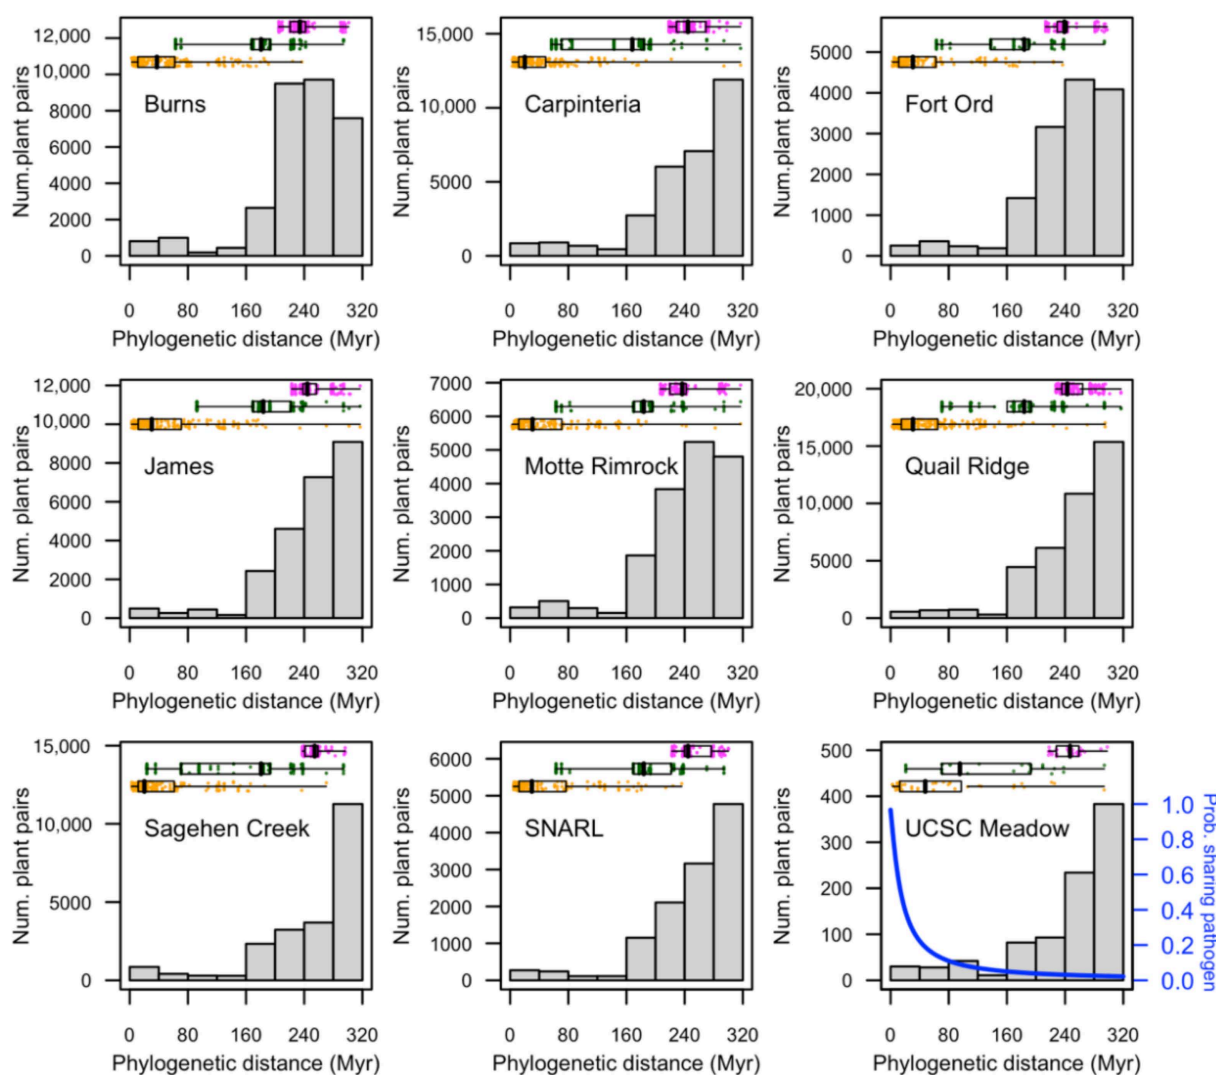 12,000
10,000
8000
6000
4000
2000
0
Num.plant pairs
Burns
0 80 160 240 320
Phylogenetic distance (Myr)
15,000
10,000
5000
0
Num. plant pairs
Carpinteria
0 80 160 240 320
Phylogenetic distance (Myr)
5000
4000
3000
2000
1000
0
Num. plant pairs
Fort Ord
0 80 160 240 320
Phylogenetic distance (Myr)
12,000
10,000
8000
6000
4000
2000
0
Num. plant pairs
James
0 80 160 240 320
Phylogenetic distance (Myr)
7000
6000
5000
4000
3000
2000
1000
0
Num. plant pairs
Motte Rimrock
0 80 160 240 320
Phylogenetic distance (Myr)
20,000
15,000
10,000
5000
0
Num. plant pairs
Quail Ridge
0 80 160 240 320
Phylogenetic distance (Myr)
15,000
10,000
5000
0
Num. plant pairs
Sagehen Creek
0 80 160 240 320
Phylogenetic distance (Myr)
6000
5000
4000
3000
2000
1000
0
Num. plant pairs
SNARL
0 80 160 240 320
Phylogenetic distance (Myr)
500
400
300
200
100
0
Num. plant pairs
UCSC Meadow
1.0
0.8
0.6
0.4
0.2
0.0
Prob. sharing pathogen
0 80 160 240 320
Phylogenetic distance (Myr)